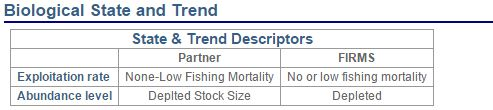 Biological State and Trend
State & Trend Descriptors
Partner FIRMS
Exploitation rate None-Low Fishing Mortality No or low fishing mortality
Abundance level Deplted Stock Size Depleted